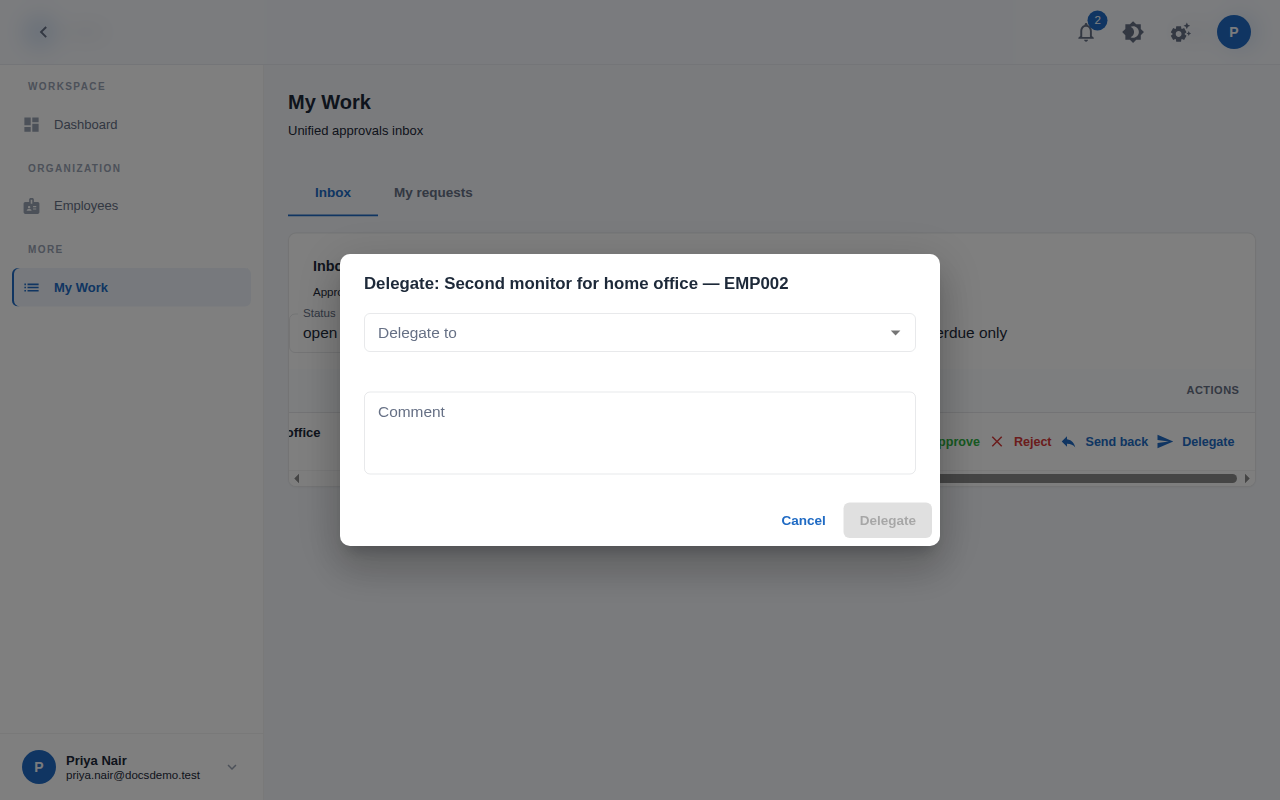 2
P
WORKSPACE
Dashboard
ORGANIZATION
Employees
MORE
My Work
My Work
Unified approvals inbox
Inbox
My requests
Status
open
only
ACTIONS
office
Reject
Send back
Delegate
Delegate: Second monitor for home office — EMP002
Delegate to
Comment
Cancel
Delegate
P
Priya Nair
priya.nair@docsdemo.test